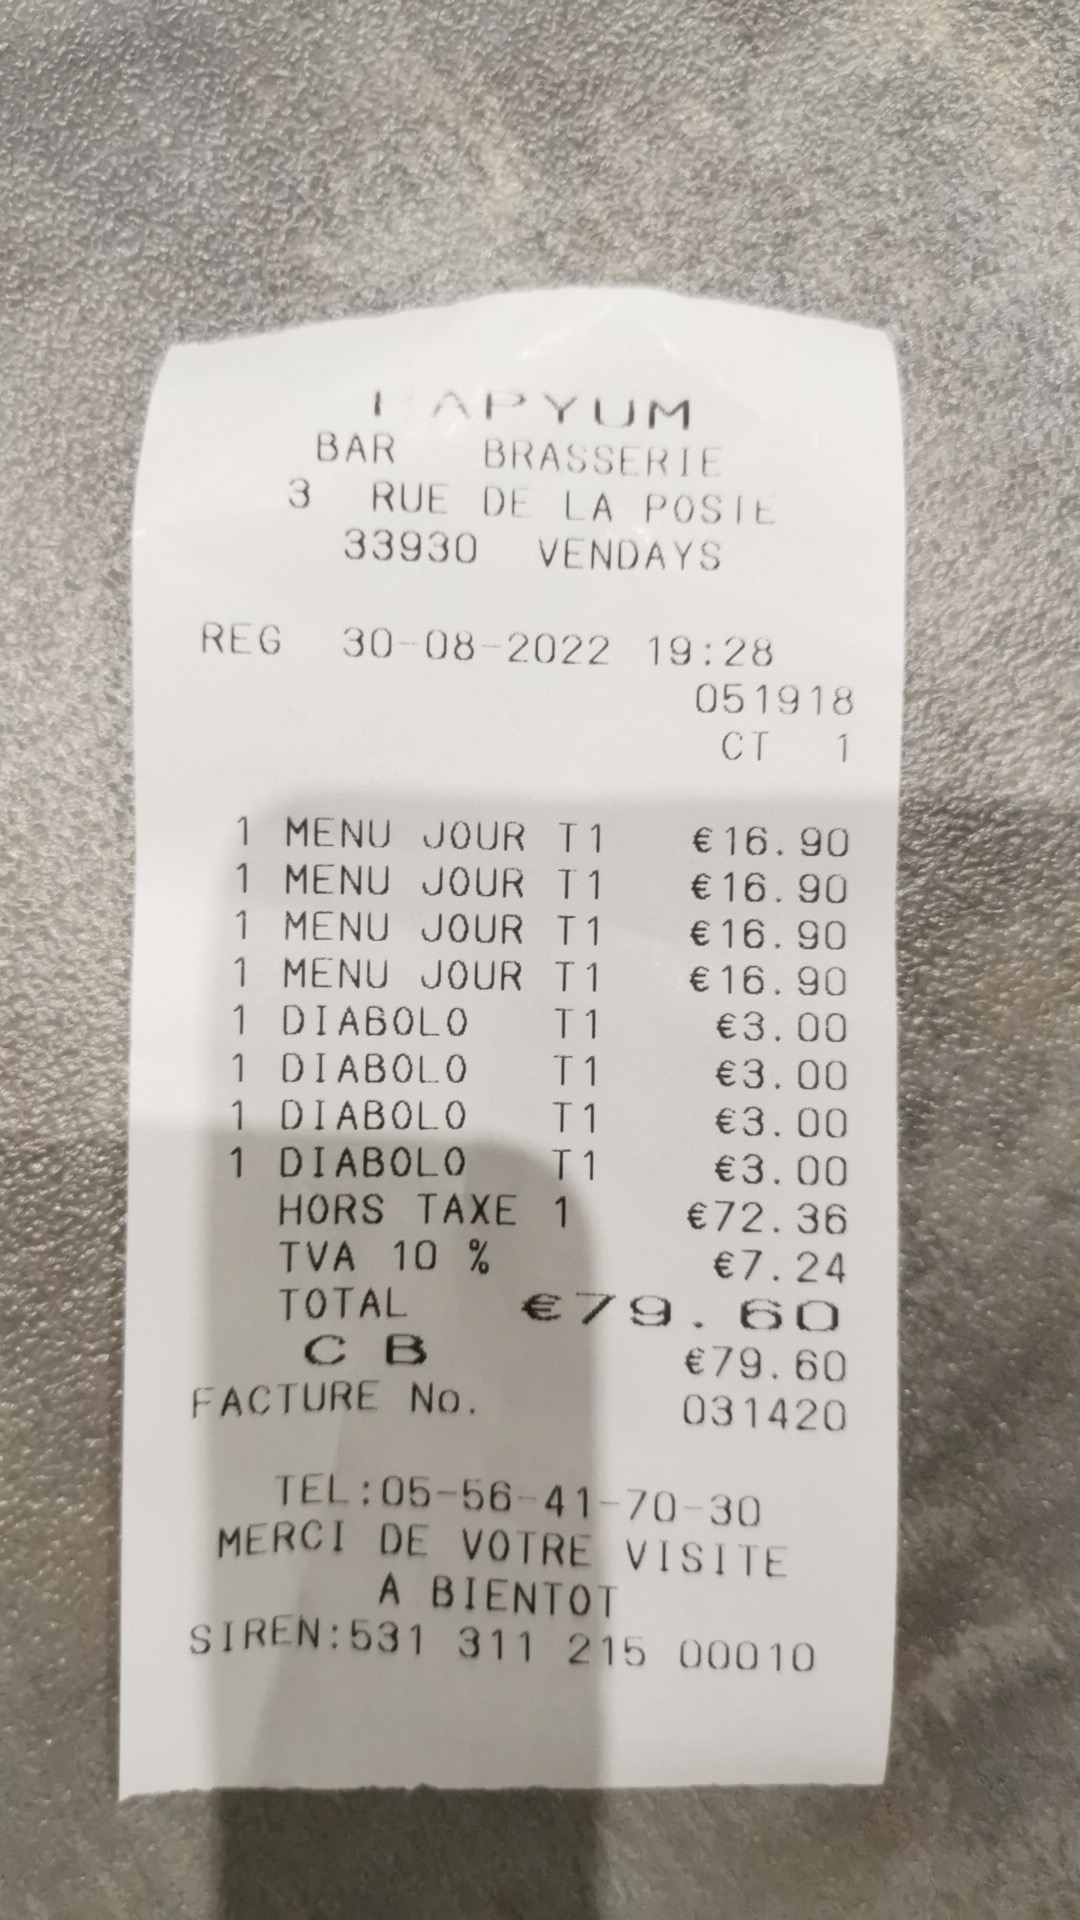 PAPYUM
BAR BRASSERIE
3 RUE DE LA POSTE
33930 VENDAYS
REG 30-08-2022 19:28
051918
CT 1
1 MENU JOUR T1 €16.90
1 MENU JOUR T1 €16.90
1 MENU JOUR T1 €16.90
1 MENU JOUR T1 €16.90
1 DIABOLO T1 €3.00
1 DIABOLO T1 €3.00
1 DIABOLO T1 €3.00
1 DIABOLO T1 €3.00
HORS TAXE 1 €72.36
TVA 10 % €7.24
TOTAL €79.60
CB €79.60
FACTURE No. 031420
TEL:05-56-41-70-30
MERCI DE VOTRE VISITE
A BIENTOT
SIREN:531 311 215 00010